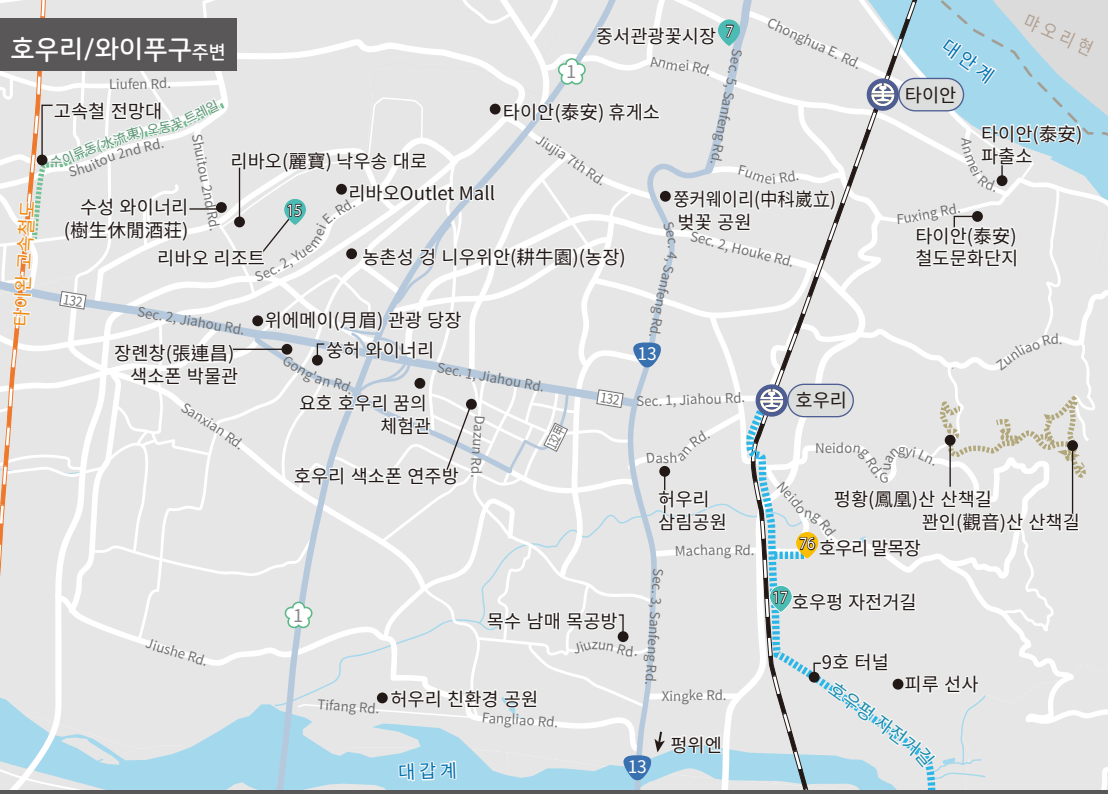 호우리/와이푸구주변
중서관광꽃시장
7
Chonghua E. Rd.
먀오리현
대안계
1
Anmei Rd.
Sec. 5, Sanfeng Rd.
타이안
Liufen Rd.
고속철 전망대
수이류동(水流東) 오동꽃 트레일
Shuitou 2nd Rd.
타이안(泰安) 휴게소
Jiujia 7th Rd.
타이안(泰安)
파출소
Anmei Rd.
Shuitou 2nd Rd.
리바오(麗寶) 낙우송 대로
리바오Outlet Mall
Fumei Rd.
쭝커웨이리(中科崴立)
벚꽃 공원
수성 와이너리
(樹生休閒酒莊)
15
Fuxing Rd.
타이안(泰安)
철도문화단지
리바오 리조트
Sec. 2, Yuemei E. Rd.
농촌성 겅 니우위안(耕牛園)(농장)
Sec. 4, Sanfeng Rd.
Sec. 2, Houke Rd.
타이완 고속철도
132
Sec. 2, Jiahou Rd.
위에메이(月眉) 관광 당장
장롄창(張連昌)
색소폰 박물관
쑹허 와이너리
Gong'an Rd.
13
Zunliao Rd.
Sec. 1, Jiahou Rd.
132
Sec. 1, Jiahou Rd.
호우리
요호 호우리 꿈의
체험관
Sanxian Rd.
Dazun Rd.
132甲
호우리 색소폰 연주방
Dashan Rd.
Neidong Rd.
Guangyi Ln.
허우리
삼림공원
Neidong Rd.
펑황(鳳凰)산 산책길
꽌인(觀音)산 산책길
Machang Rd.
76
호우리 말목장
17
호우펑 자전거길
1
Sec. 3, Sanfeng Rd.
목수 남매 목공방
Jiuzun Rd.
Jiushe Rd.
9호 터널
피루 선사
호우펑 자전거길
허우리 친환경 공원
Xingke Rd.
Tifang Rd.
Fangliao Rd.
펑위엔
13
대갑계